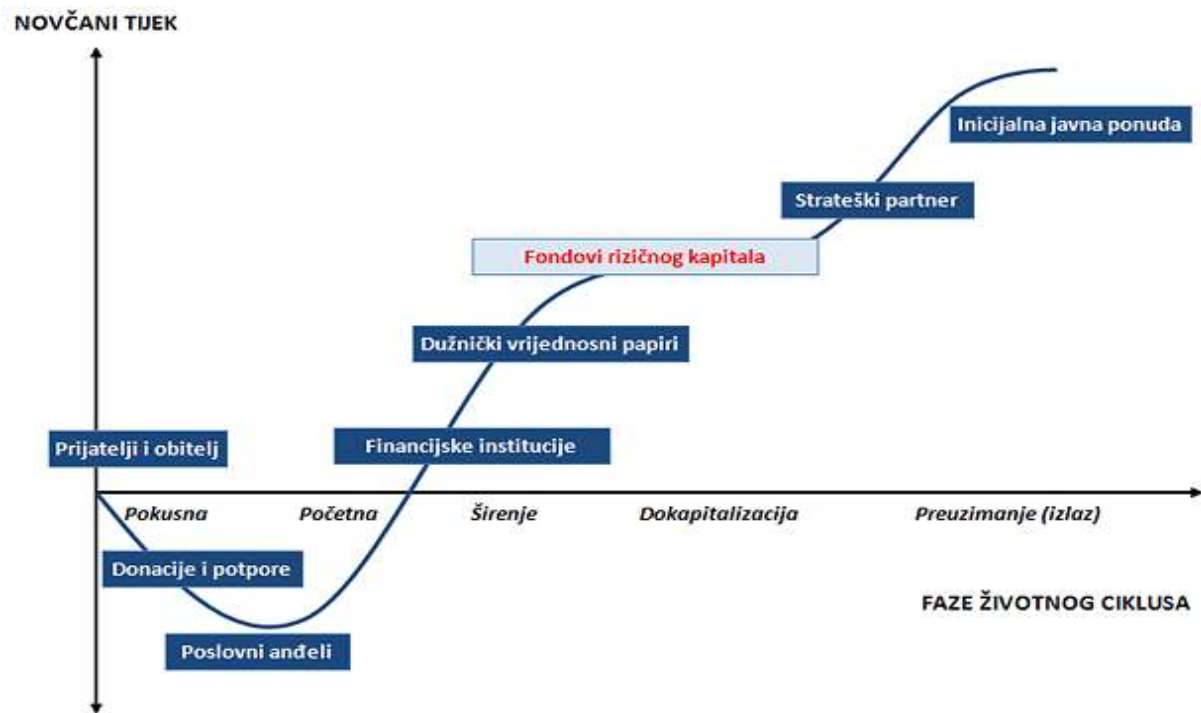 NOVČANI TIJEK
Inicijalna javna ponuda
Strateški partner
Fondovi rizičnog kapitala
Dužnički vrijednosni papiri
Prijatelji i obitelj
Financijske institucije
Pokusna
Početna
Širenje
Dokapitalizacija
Preuzimanje (izlaz)
Donacije i potpore
FAZE ŽIVOTNOG CIKLUSA
Poslovni anđeli